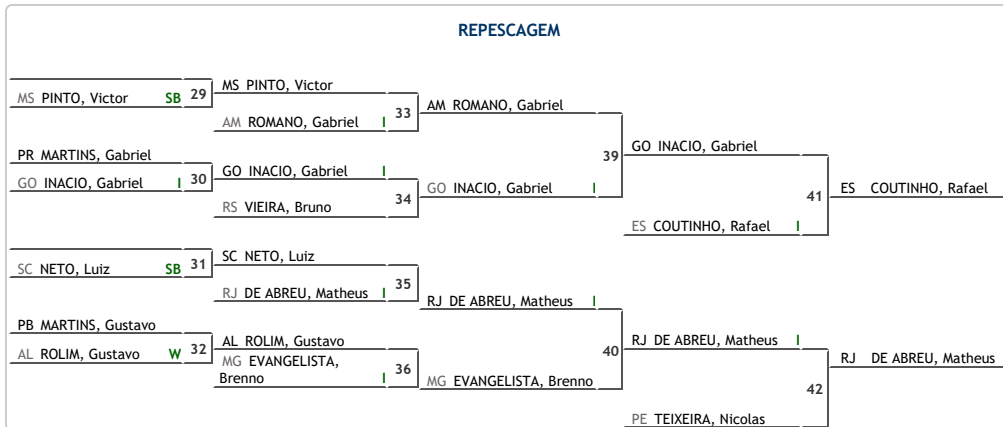 REPESCAGEM
MS PINTO, Victor SB 29
MS PINTO, Victor
AM ROMANO, Gabriel I 33
AM ROMANO, Gabriel
PR MARTINS, Gabriel
GO INACIO, Gabriel I 30
GO INACIO, Gabriel I
RS VIEIRA, Bruno 34
GO INACIO, Gabriel I
39
GO INACIO, Gabriel
ES COUTINHO, Rafael I
41
ES COUTINHO, Rafael
SC NETO, Luiz SB 31
SC NETO, Luiz
RJ DE ABREU, Matheus I 35
RJ DE ABREU, Matheus I
PB MARTINS, Gustavo
AL ROLIM, Gustavo W 32
AL ROLIM, Gustavo
MG EVANGELISTA,
Brenno I 36
MG EVANGELISTA, Brenno
40
RJ DE ABREU, Matheus I
PE TEIXEIRA, Nicolas
42
RJ DE ABREU, Matheus